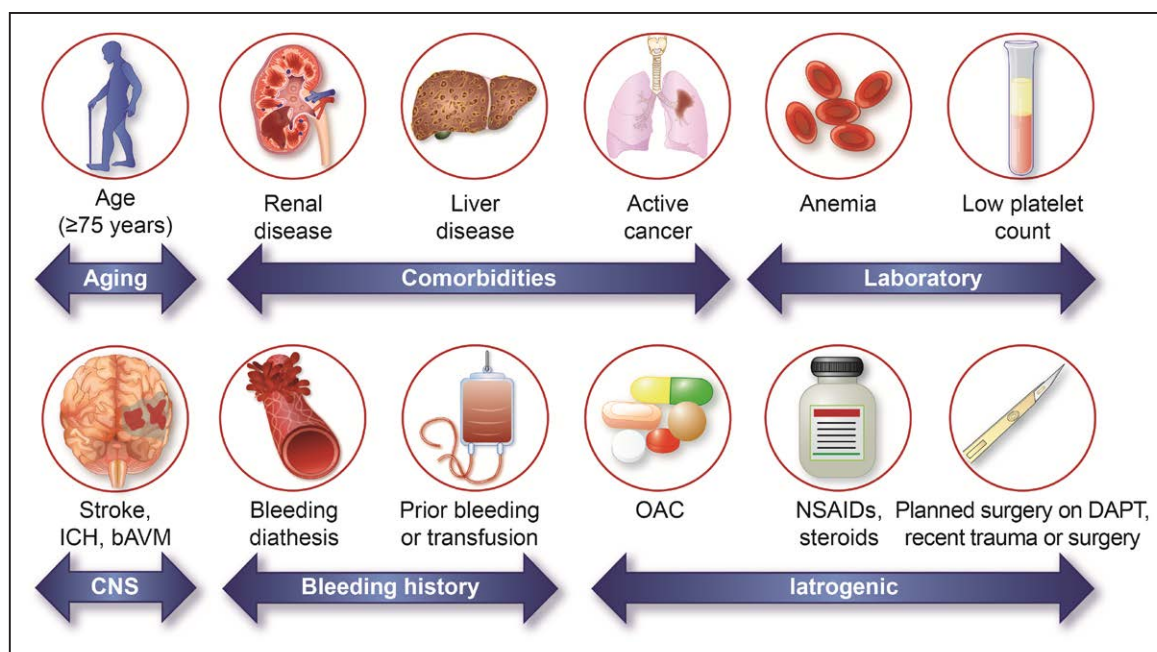 Age
(≥75 years)
Renal
disease
Liver
disease
Active
cancer
Anemia
Low platelet
count
Aging
Comorbidities
Laboratory
Stroke,
ICH, bAVM
Bleeding
diathesis
Prior bleeding
or transfusion
OAC
NSAIDs,
steroids
Planned surgery on DAPT,
recent trauma or surgery
CNS
Bleeding history
Iatrogenic